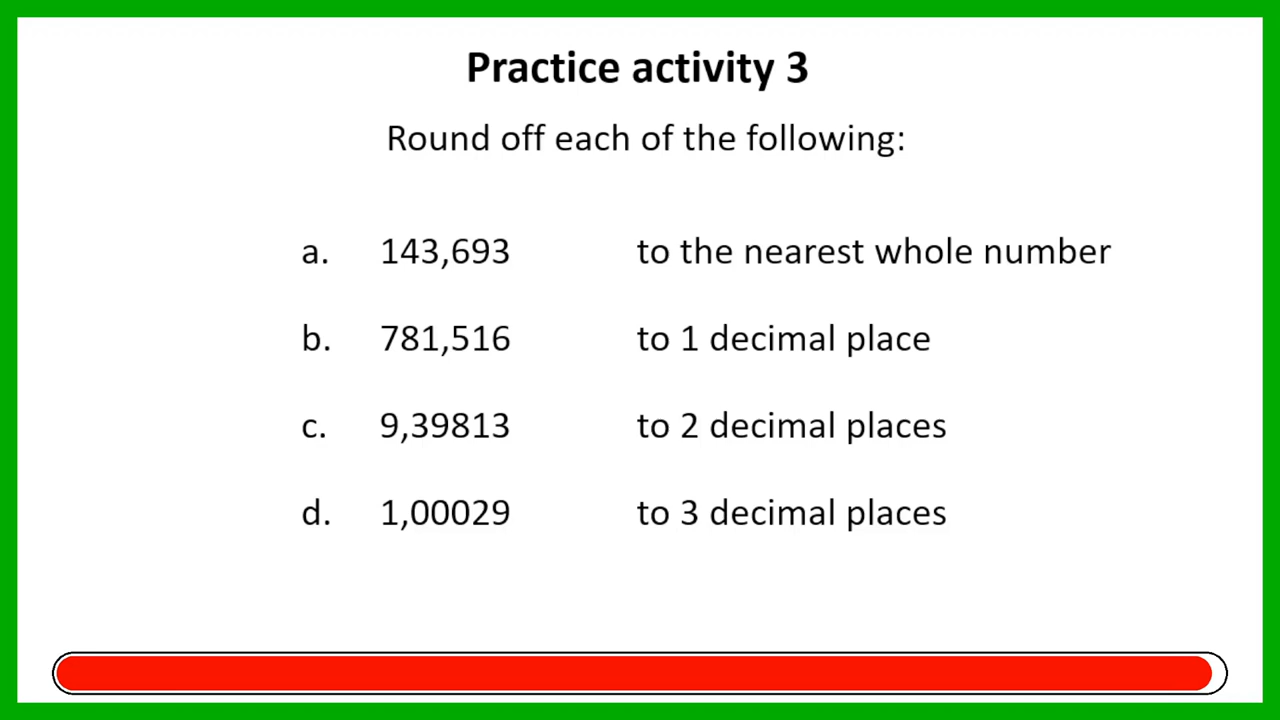 Practice activity 3
Round off each of the following:
a. 143,693 to the nearest whole number
b. 781,516 to 1 decimal place
c. 9,39813 to 2 decimal places
d. 1,00029 to 3 decimal places